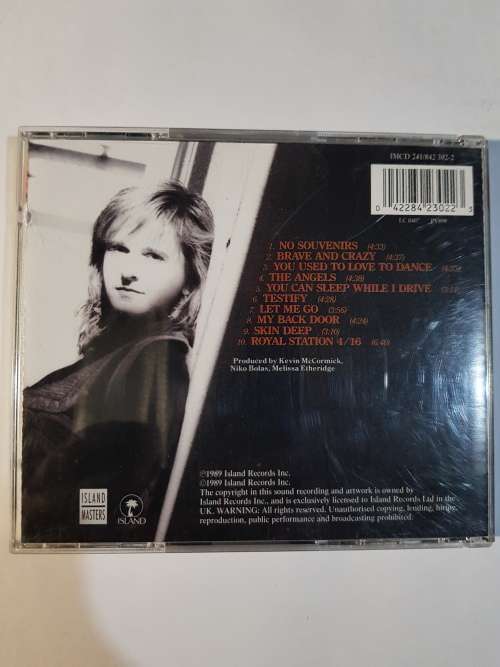 IMCD 241/842 302-2
0 42284 23022 3
LC 0407
1. NO SOUVENIRS (4:33)
2. BRAVE AND CRAZY (4:37)
3. YOU USED TO LOVE TO DANCE
4. THE ANGELS (4:38)
5. YOU CAN SLEEP WHILE I DRIVE
6. TESTIFY (4:28)
7. LET ME GO (3:56)
8. MY BACK DOOR (4:24)
9. SKIN DEEP (3:10)
10. ROYAL STATION 4/16 (6:40)
Produced by Kevin McCormick,
Niko Bolas, Melissa Etheridge
℗1989 Island Records Inc.
©1989 Island Records Inc.
The copyright in this sound recording and artwork is owned by
Island Records Inc., and is exclusively licensed to Island Records Ltd in the
UK. WARNING: All rights reserved. Unauthorised copying, lending, hiring,
reproduction, public performance and broadcasting prohibited.
ISLAND
MASTERS
ISLAND